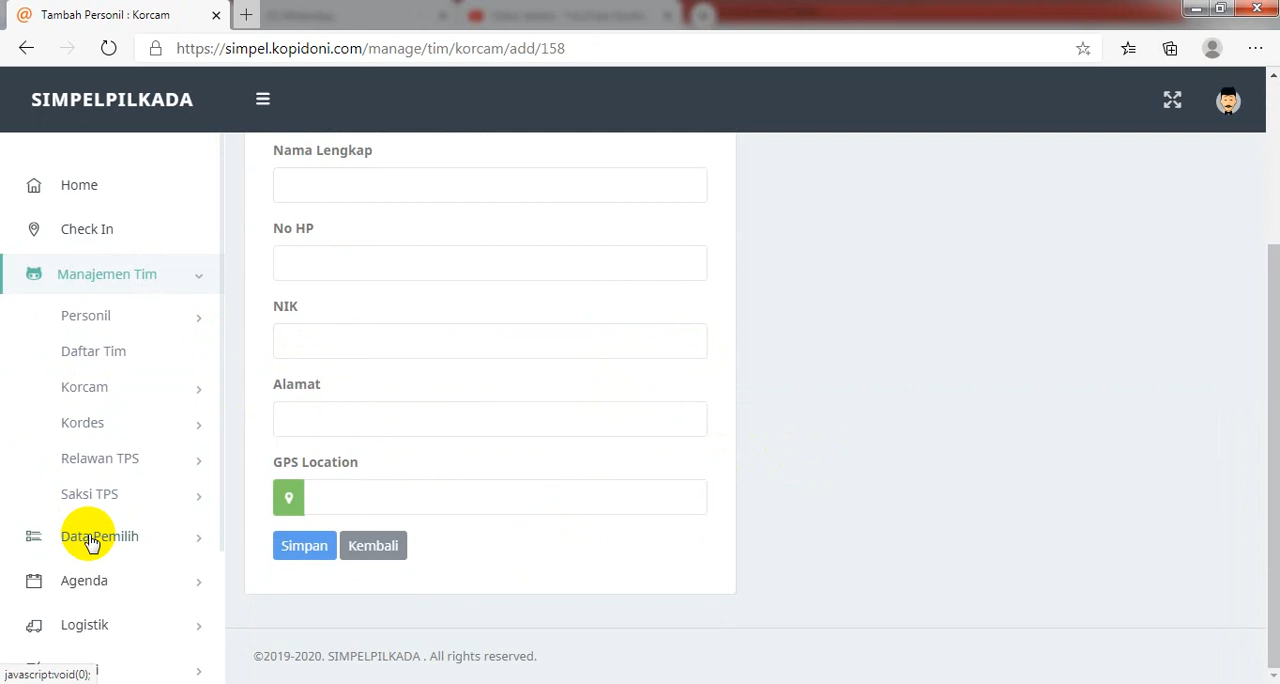 Tambah Personil : Korcam
https://simpel.kopidoni.com/manage/tim/korcam/add/158
SIMPELPILKADA
Home
Check In
Manajemen Tim
Personil
Daftar Tim
Korcam
Kordes
Relawan TPS
Saksi TPS
Data Pemilih
Agenda
Logistik
Nama Lengkap
No HP
NIK
Alamat
GPS Location
Simpan Kembali
©2019-2020. SIMPELPILKADA . All rights reserved.
javascript:void(0);